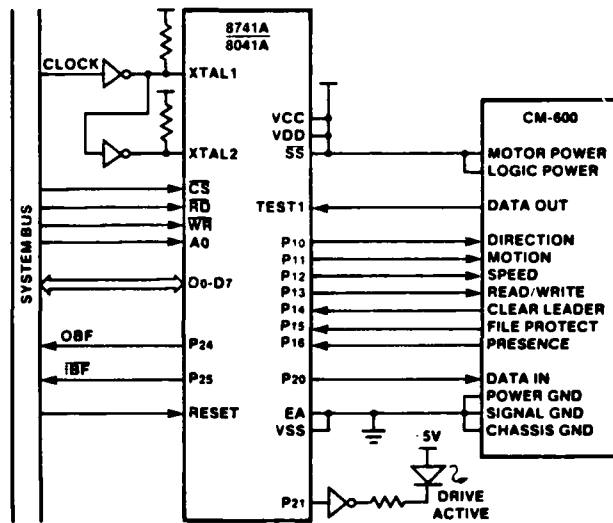 SYSTEM BUS
CLOCK
OBF
IBF
8741A
8041A
XTAL1
XTAL2
CS
RD
WR
A0
D0-D7
P24
P25
RESET
VCC
VDD
SS
TEST1
P10
P11
P12
P13
P14
P15
P16
P20
EA
VSS
P21
CM-600
MOTOR POWER
LOGIC POWER
DATA OUT
DIRECTION
MOTION
SPEED
READ/WRITE
CLEAR LEADER
FILE PROTECT
PRESENCE
DATA IN
POWER GND
SIGNAL GND
CHASSIS GND
5V
DRIVE
ACTIVE